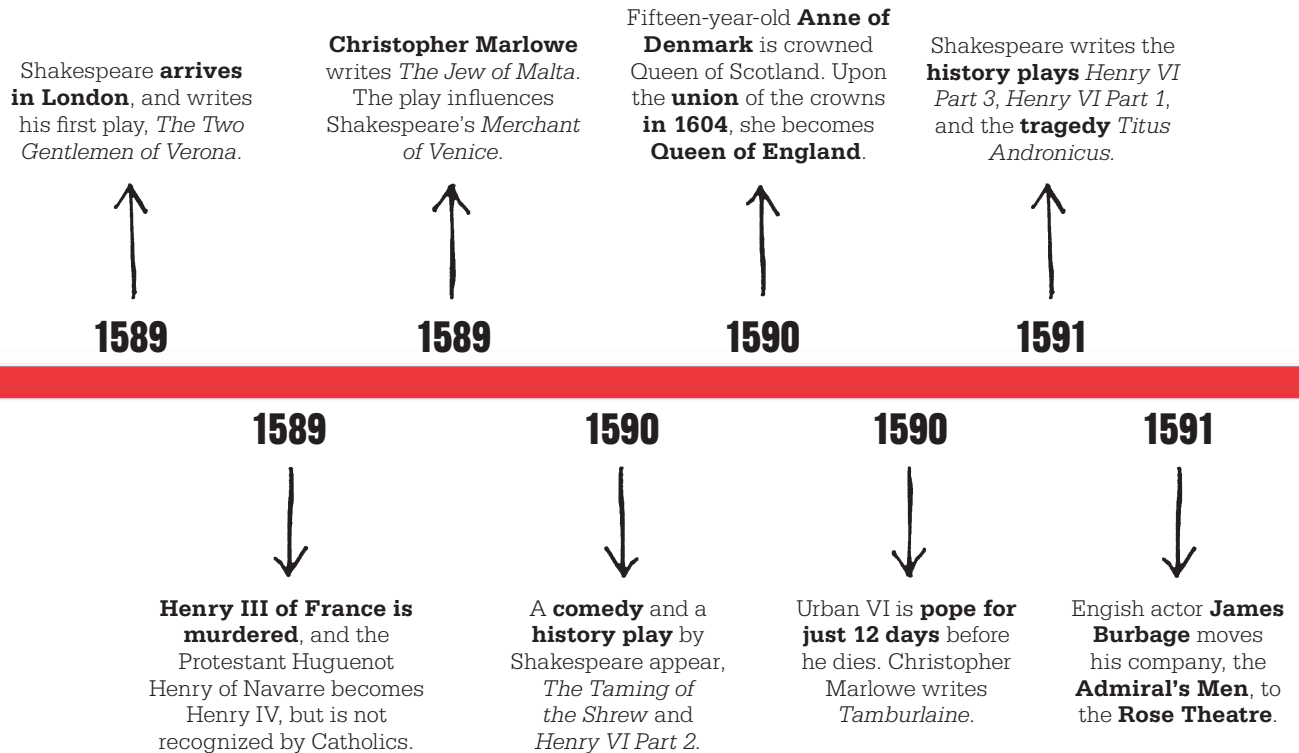 Shakespeare arrives
in London, and writes
his first play, The Two
Gentlemen of Verona.
1589
Christopher Marlowe
writes The Jew of Malta.
The play influences
Shakespeare's Merchant
of Venice.
1589
Fifteen-year-old Anne of
Denmark is crowned
Queen of Scotland. Upon
the union of the crowns
in 1604, she becomes
Queen of England.
1590
Shakespeare writes the
history plays Henry VI
Part 3, Henry VI Part 1,
and the tragedy Titus
Andronicus.
1591
1589
Henry III of France is
murdered, and the
Protestant Huguenot
Henry of Navarre becomes
Henry IV, but is not
recognized by Catholics.
1590
A comedy and a
history play by
Shakespeare appear,
The Taming of
the Shrew and
Henry VI Part 2.
1590
Urban VI is pope for
just 12 days before
he dies. Christopher
Marlowe writes
Tamburlaine.
1591
Engish actor James
Burbage moves
his company, the
Admiral's Men, to
the Rose Theatre.